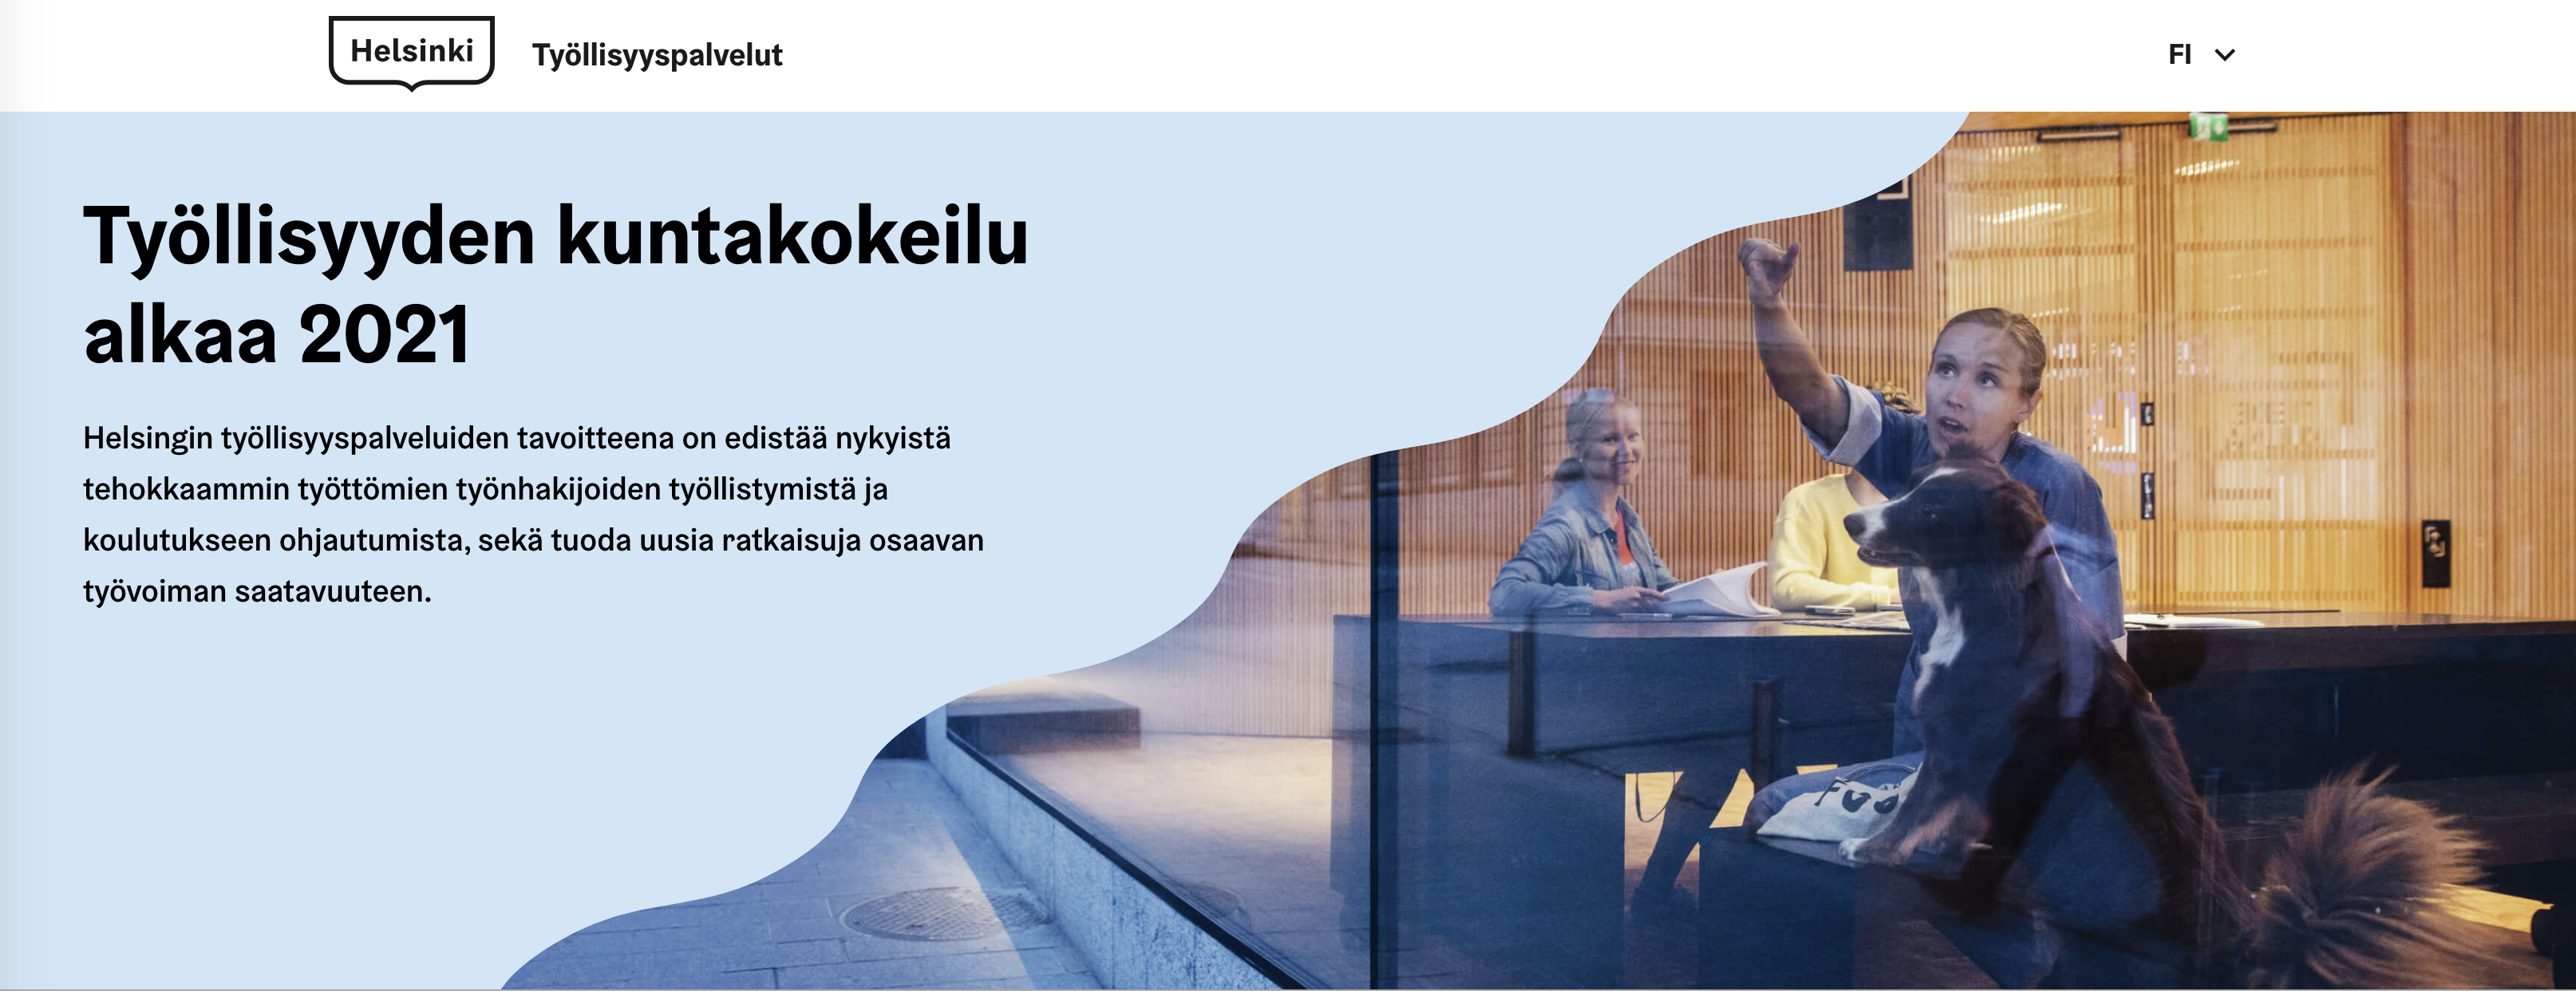 Helsinki
Työllisyyspalvelut
FI
Työllisyyden kuntakokeilu
alkaa 2021
Helsingin työllisyyspalveluiden tavoitteena on edistää nykyistä
tehokkaammin työttömien työnhakijoiden työllistymistä ja
koulutukseen ohjautumista, sekä tuoda uusia ratkaisuja osaavan
työvoiman saatavuuteen.